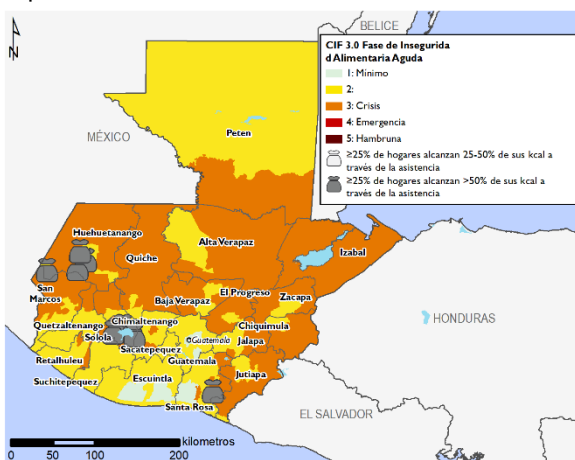 BELICE
CIF 3.0 Fase de Insegurida
d Alimentaria Aguda
1: Mínimo
2:
3: Crisis
4: Emergencia
5: Hambruna
≥25% de hogares alcanzan 25-50% de sus kcal a
través de la asistencia
≥25% de hogares alcanzan >50% de sus kcal a
través de la asistencia
N
MÉXICO
Peten
Huehuetanango
Alta Verapaz
Izabal
Quiche
San
Marcos
El Progreso
Baja Verapaz
Zacapa
Quetzaltenango
Chimaltenango
Chiquimula
HONDURAS
Solola
Guatemala
Jalapa
Sacatepequez
Retalhuleu
Guatemala
Suchitepequez
Escuintla
Jutiapa
Santa Rosa
EL SALVADOR
kilometros
0 50 100 200